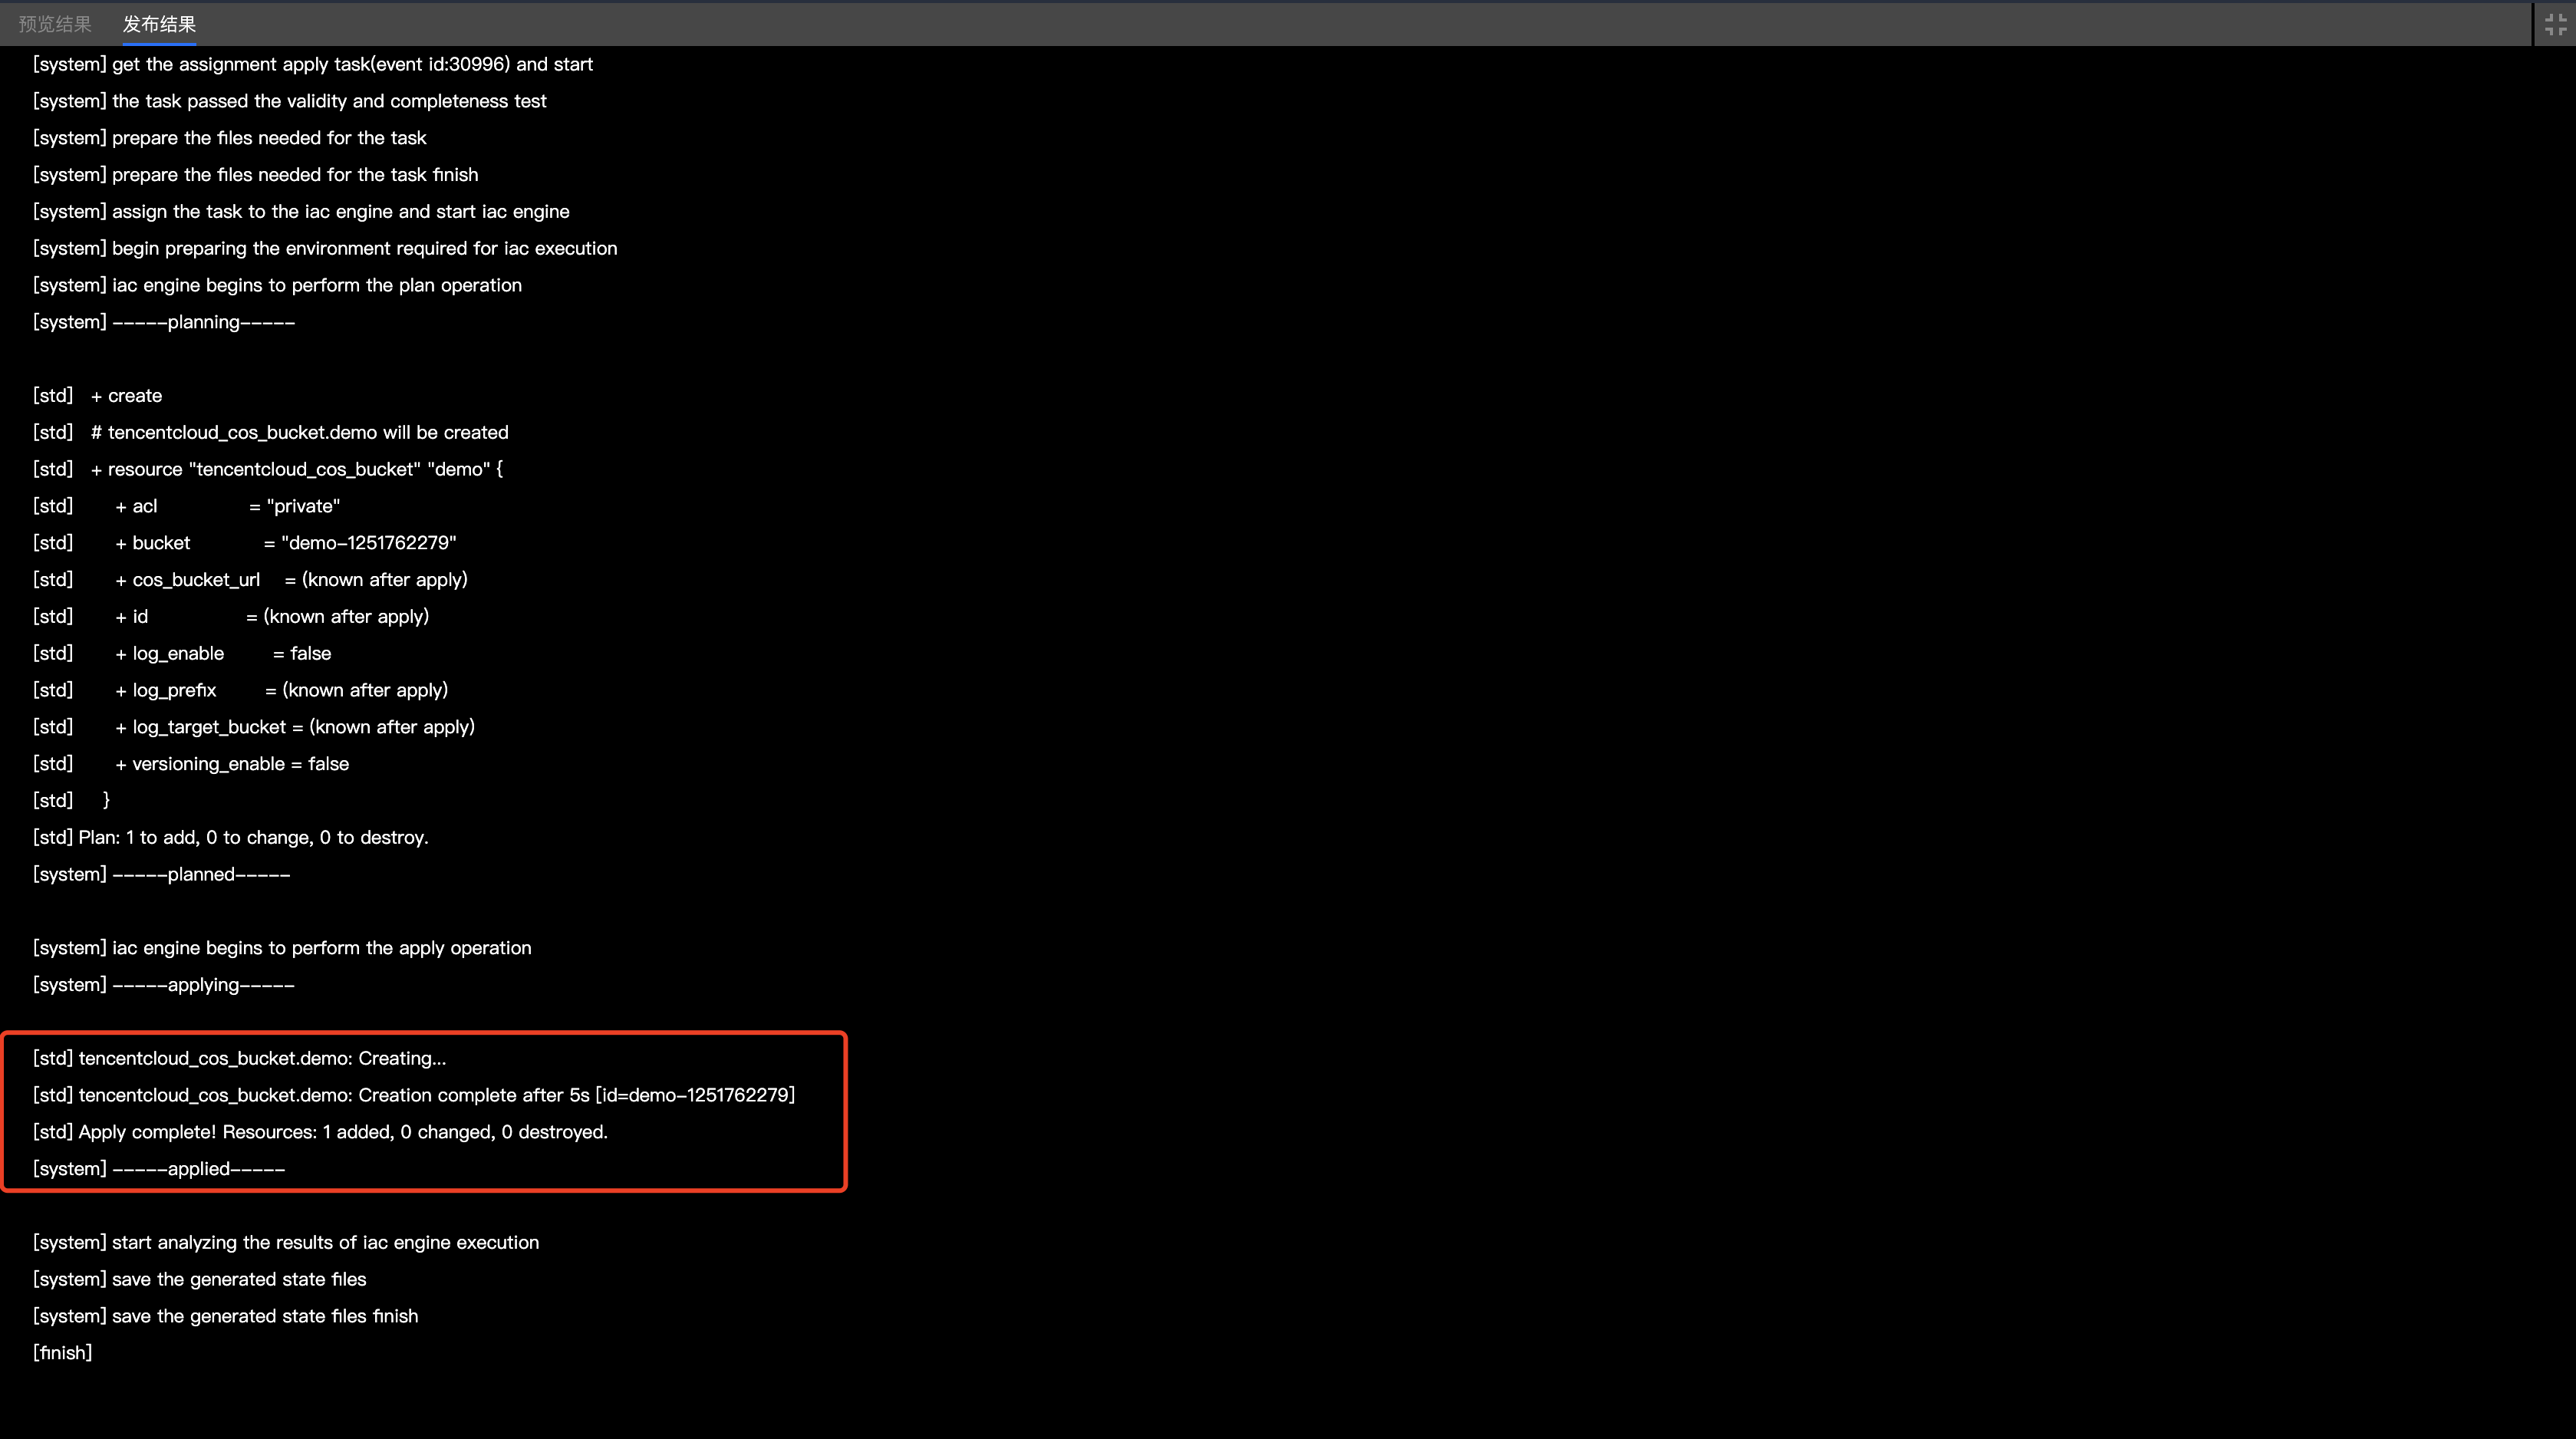 预览结果 发布结果
[system] get the assignment apply task(event id:30996) and start
[system] the task passed the validity and completeness test
[system] prepare the files needed for the task
[system] prepare the files needed for the task finish
[system] assign the task to the iac engine and start iac engine
[system] begin preparing the environment required for iac execution
[system] iac engine begins to perform the plan operation
[system] -----planning-----
[std] + create
[std] # tencentcloud_cos_bucket.demo will be created
[std] + resource "tencentcloud_cos_bucket" "demo" {
[std] + acl = "private"
[std] + bucket = "demo-1251762279"
[std] + cos_bucket_url = (known after apply)
[std] + id = (known after apply)
[std] + log_enable = false
[std] + log_prefix = (known after apply)
[std] + log_target_bucket = (known after apply)
[std] + versioning_enable = false
[std] }
[std] Plan: 1 to add, 0 to change, 0 to destroy.
[system] -----planned-----
[system] iac engine begins to perform the apply operation
[system] -----applying-----
[std] tencentcloud_cos_bucket.demo: Creating...
[std] tencentcloud_cos_bucket.demo: Creation complete after 5s [id=demo-1251762279]
[std] Apply complete! Resources: 1 added, 0 changed, 0 destroyed.
[system] -----applied-----
[system] start analyzing the results of iac engine execution
[system] save the generated state files
[system] save the generated state files finish
[finish]